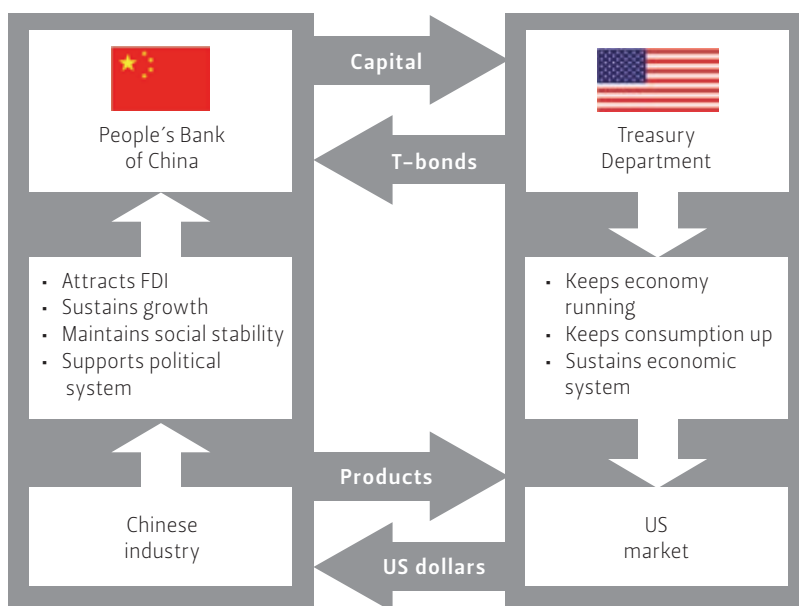 Capital
People´s Bank
of China
Treasury
Department
T–bonds
• Attracts FDI
• Sustains growth
• Maintains social stability
• Supports political
system
• Keeps economy
running
• Keeps consumption up
• Sustains economic
system
Products
Chinese
industry
US
market
US dollars